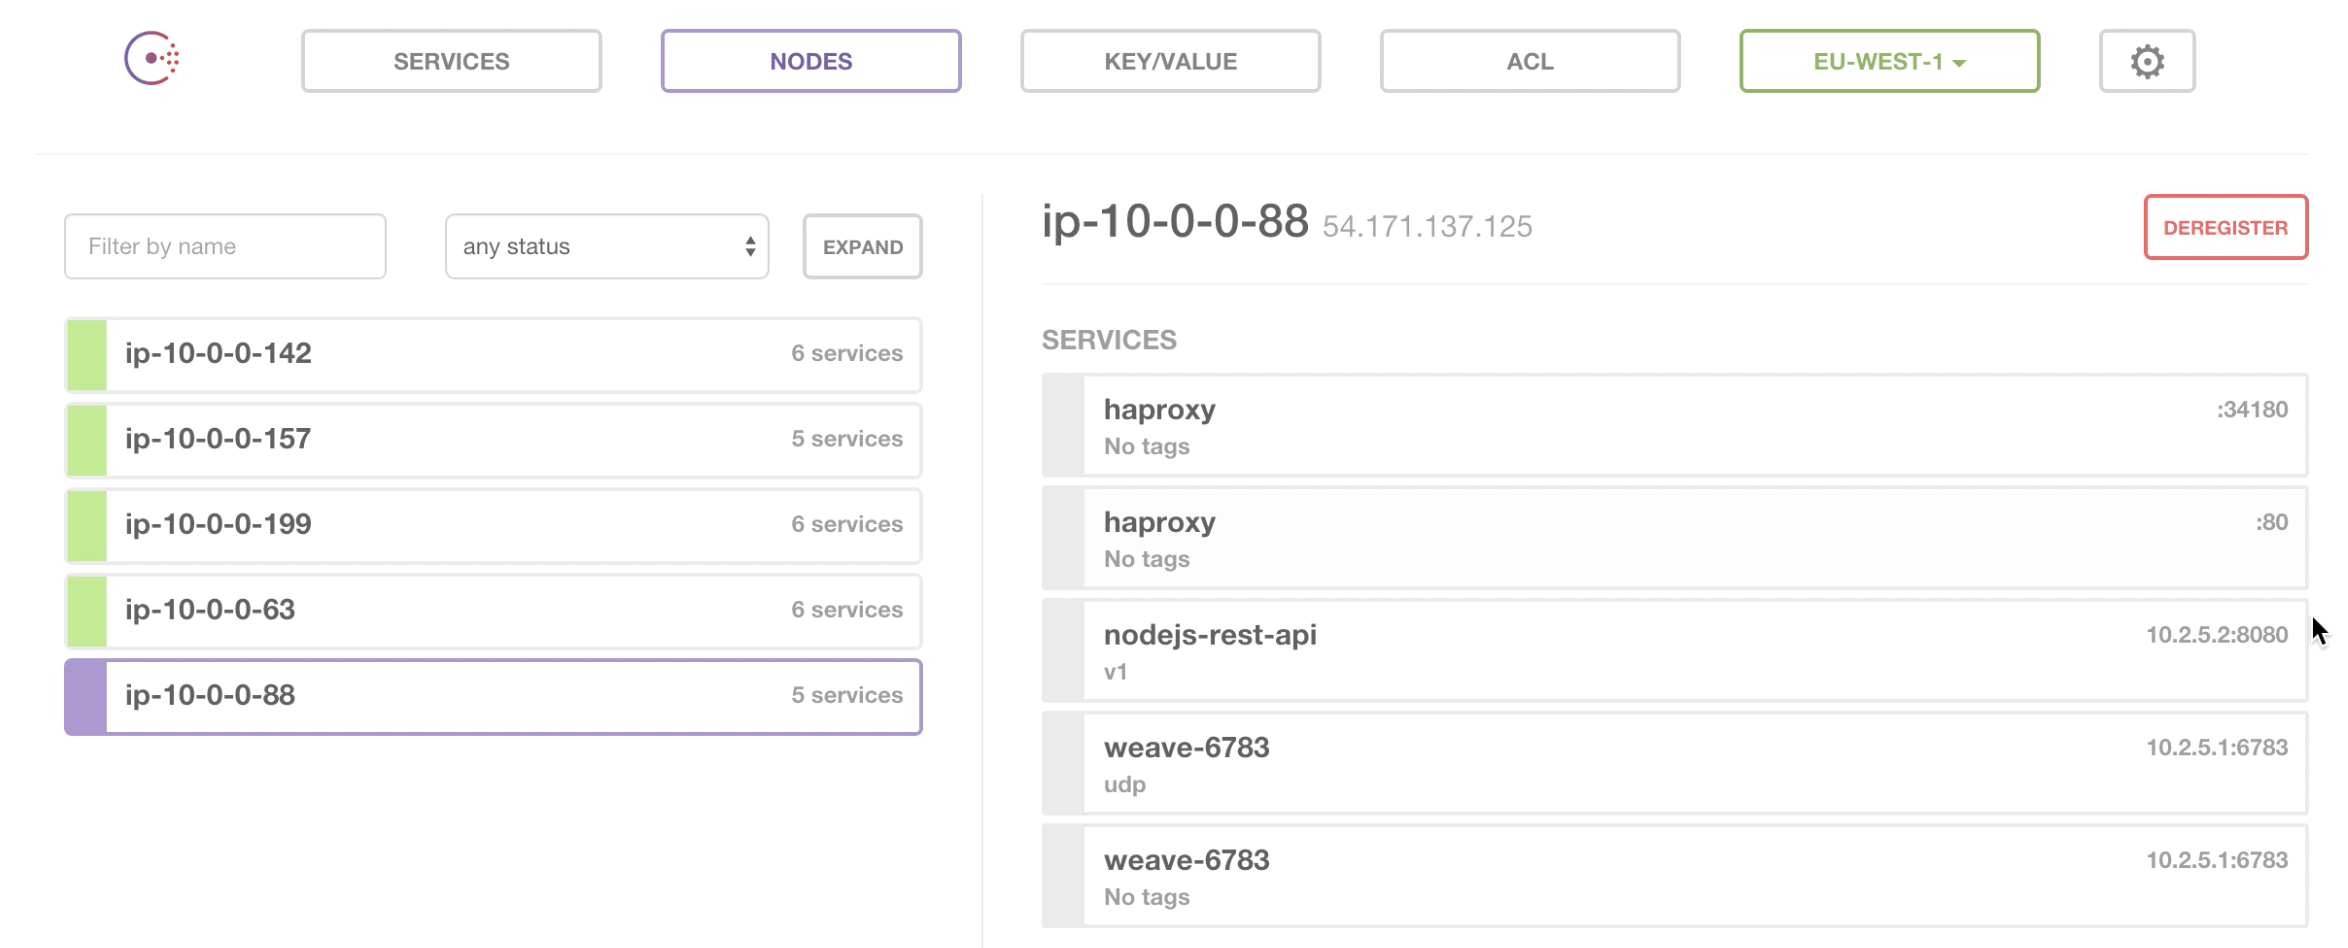 SERVICES NODES KEY/VALUE ACL EU-WEST-1
Filter by name any status EXPAND
ip-10-0-0-142 6 services
ip-10-0-0-157 5 services
ip-10-0-0-199 6 services
ip-10-0-0-63 6 services
ip-10-0-0-88 5 services
ip-10-0-0-88 54.171.137.125 DEREGISTER
SERVICES
haproxy :34180
No tags
haproxy :80
No tags
nodejs-rest-api 10.2.5.2:8080
v1
weave-6783 10.2.5.1:6783
udp
weave-6783 10.2.5.1:6783
No tags